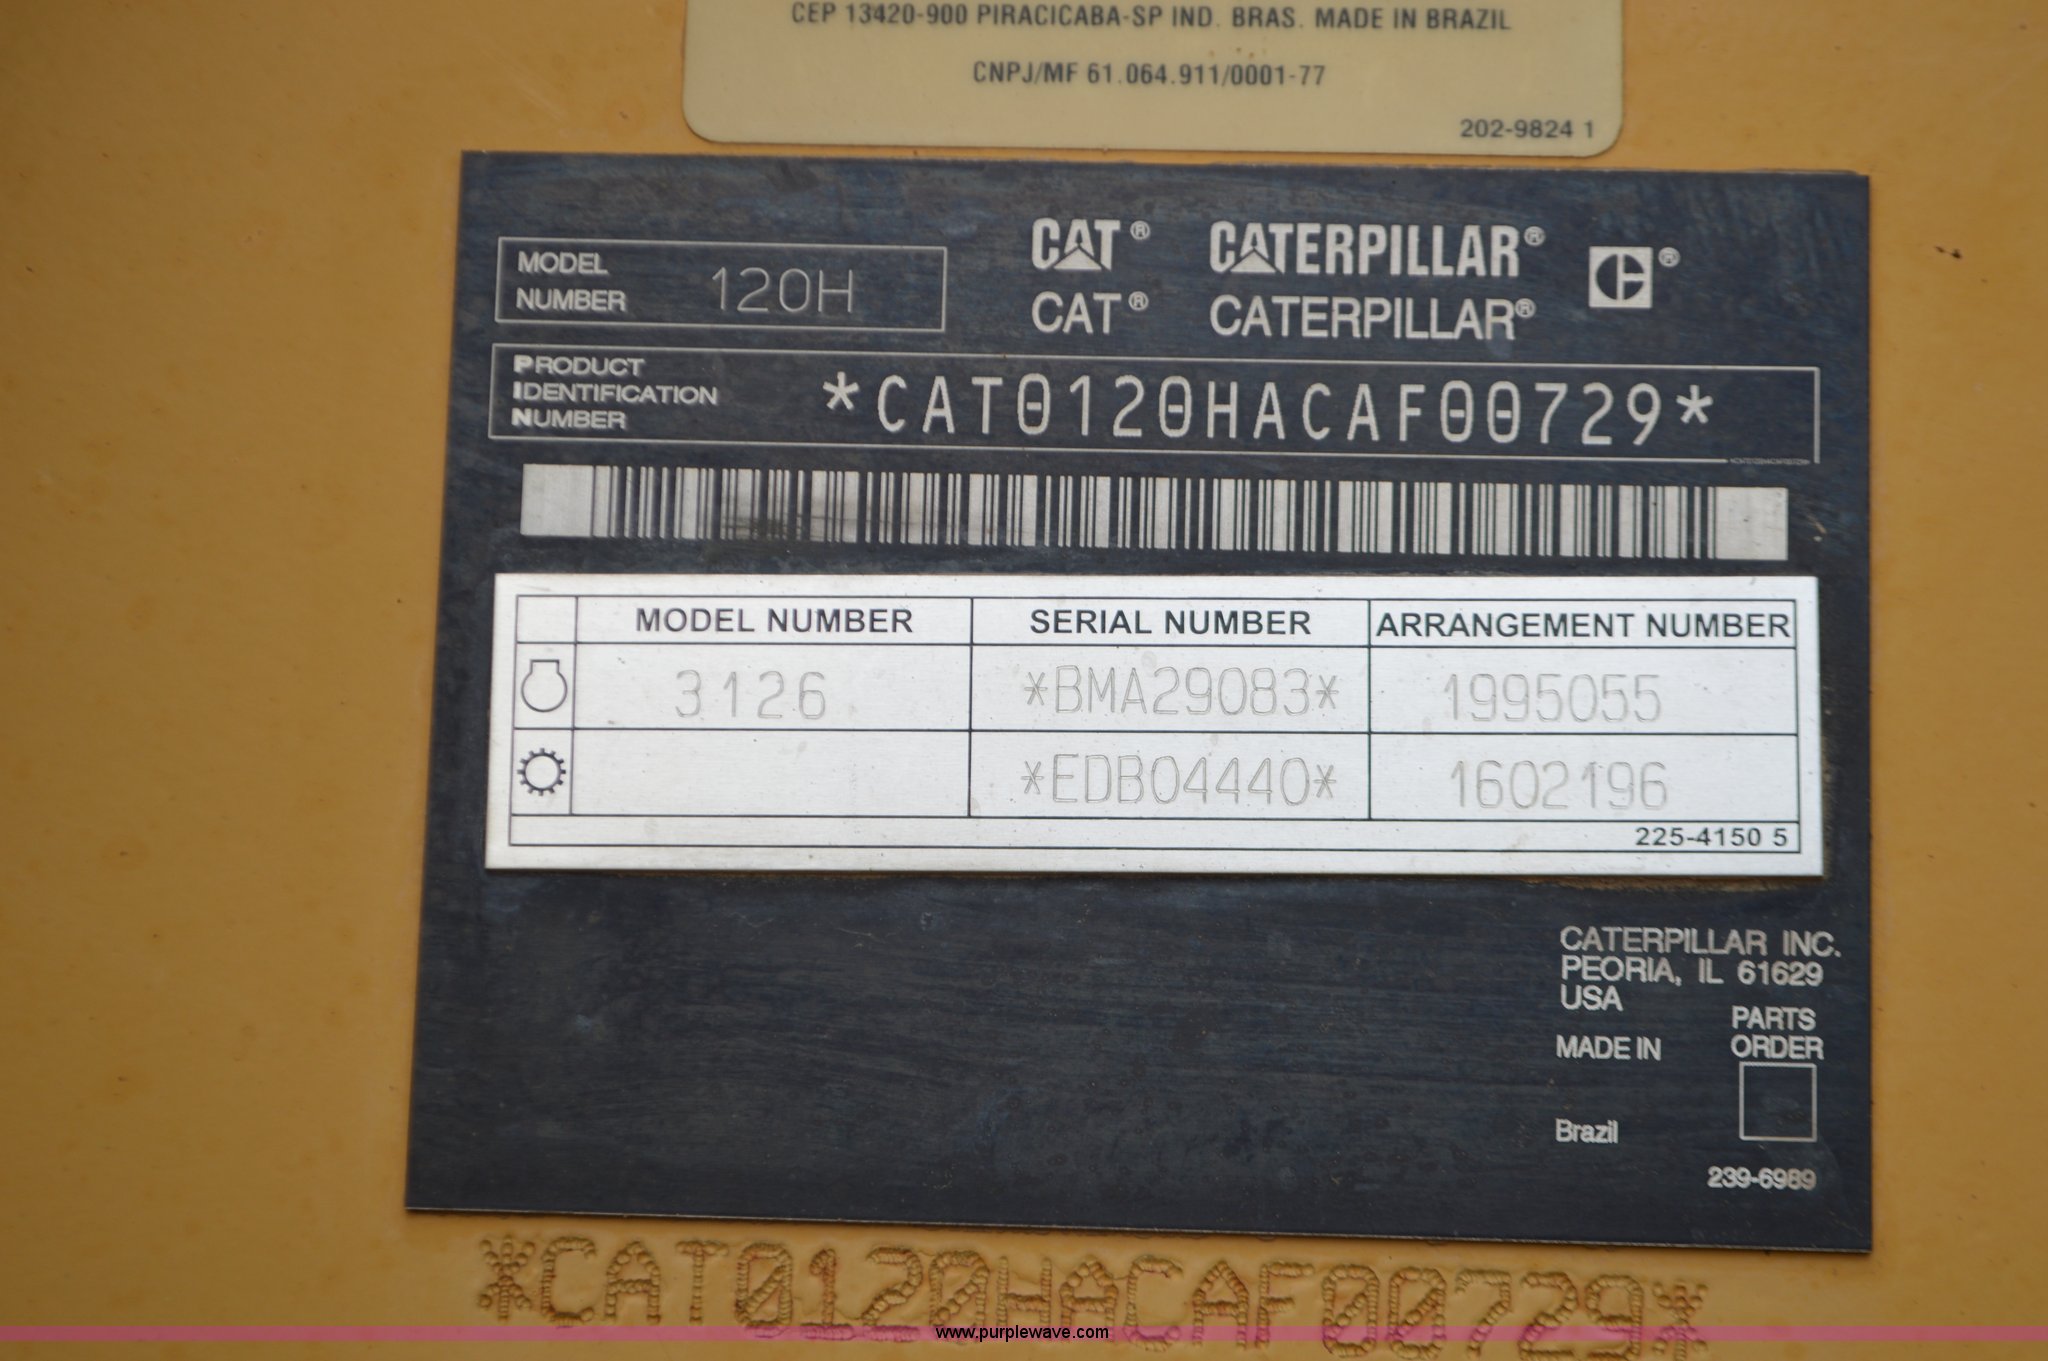 CEP 13420-900 PIRACICABA-SP IND. BRAS. MADE IN BRAZIL
CNPJ/MF 61.064.911/0001-77
202-9824 1
MODEL NUMBER 120H
CAT® CATERPILLAR® ®
CAT® CATERPILLAR®
PRODUCT IDENTIFICATION NUMBER *CAT0120HACAF00729*
MODEL NUMBER SERIAL NUMBER ARRANGEMENT NUMBER
3126 *BMA29083* 1995055
*EDB04440* 1602196
225-4150 5
CATERPILLAR INC.
PEORIA, IL 61629
USA
PARTS
MADE IN ORDER
Brazil
239-6989
*CAT0120HACAF00729*
www.purplewave.com